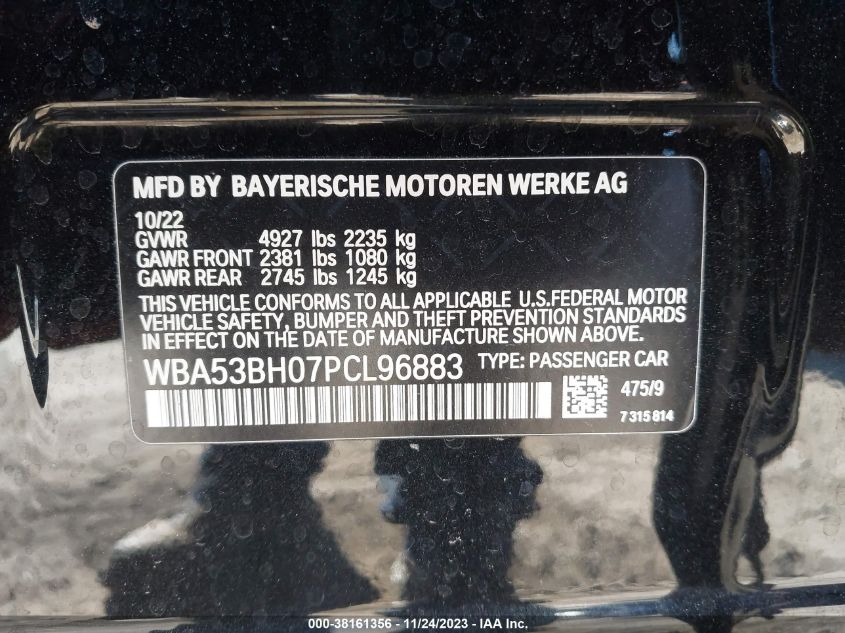 MFD BY BAYERISCHE MOTOREN WERKE AG
10/22
GVWR 4927 lbs 2235 kg
GAWR FRONT 2381 lbs 1080 kg
GAWR REAR 2745 lbs 1245 kg
THIS VEHICLE CONFORMS TO ALL APPLICABLE U.S.FEDERAL MOTOR
VEHICLE SAFETY, BUMPER AND THEFT PREVENTION STANDARDS
IN EFFECT ON THE DATE OF MANUFACTURE SHOWN ABOVE.
WBA53BH07PCL96883 TYPE: PASSENGER CAR
475/9
7 315 814
000-38161356 - 11/24/2023 - © IAA Inc.